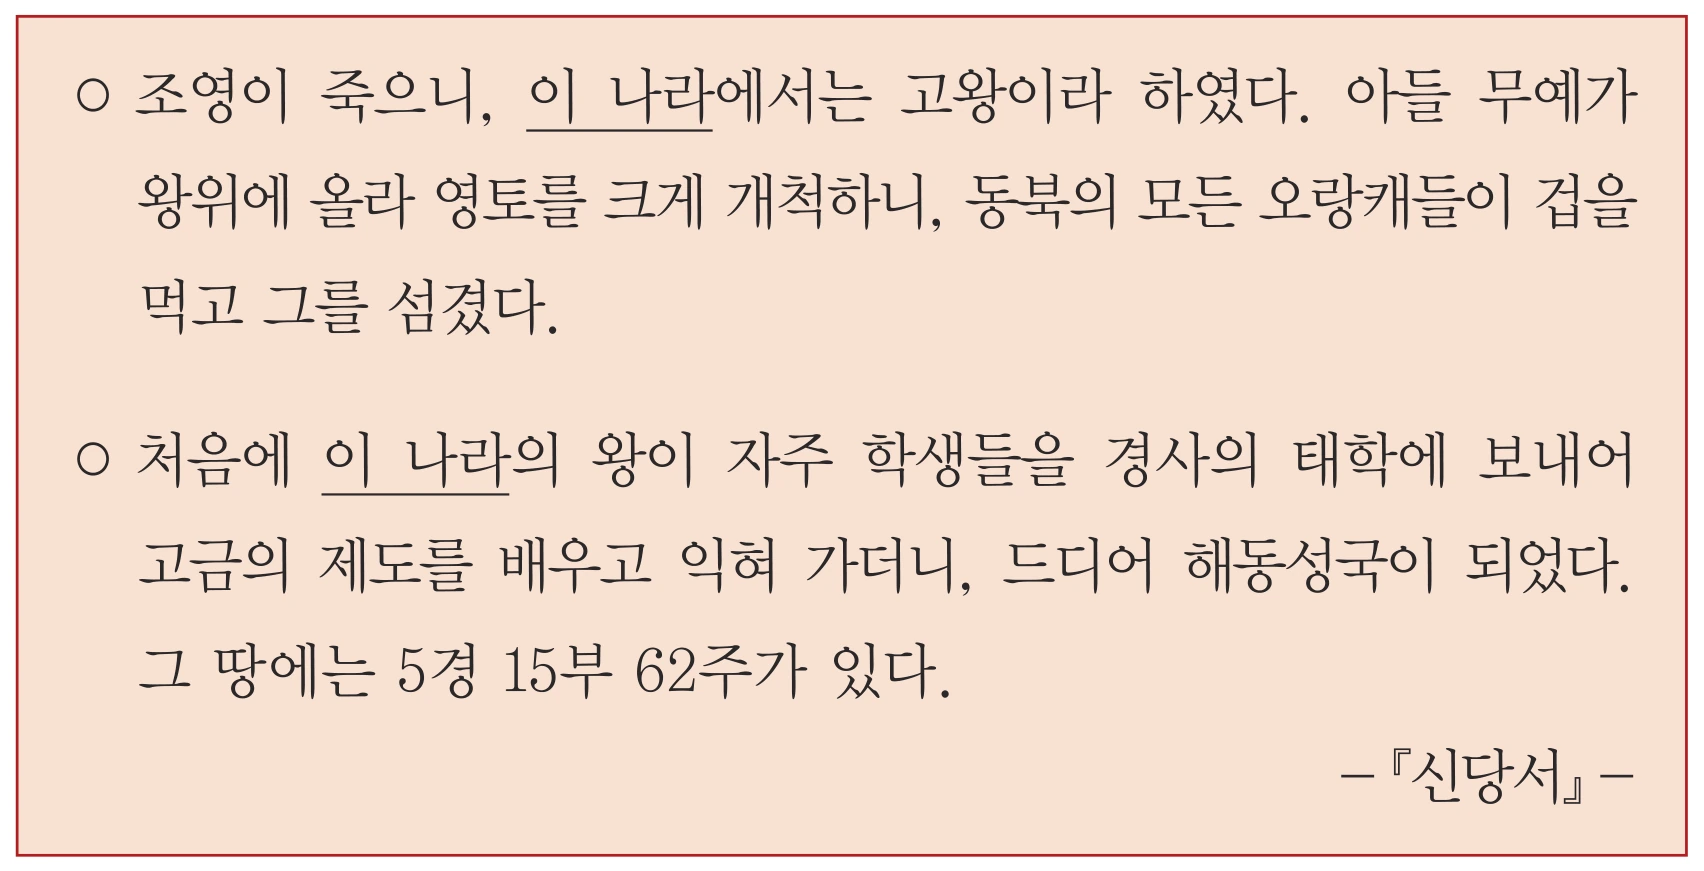 ○ 조영이 죽으니, 이 나라에서는 고왕이라 하였다. 아들 무예가
왕위에 올라 영토를 크게 개척하니, 동북의 모든 오랑캐들이 겁을
먹고 그를 섬겼다.
○ 처음에 이 나라의 왕이 자주 학생들을 경사의 태학에 보내어
고금의 제도를 배우고 익혀 가더니, 드디어 해동성국이 되었다.
그 땅에는 5경 15부 62주가 있다.
－『신당서』－